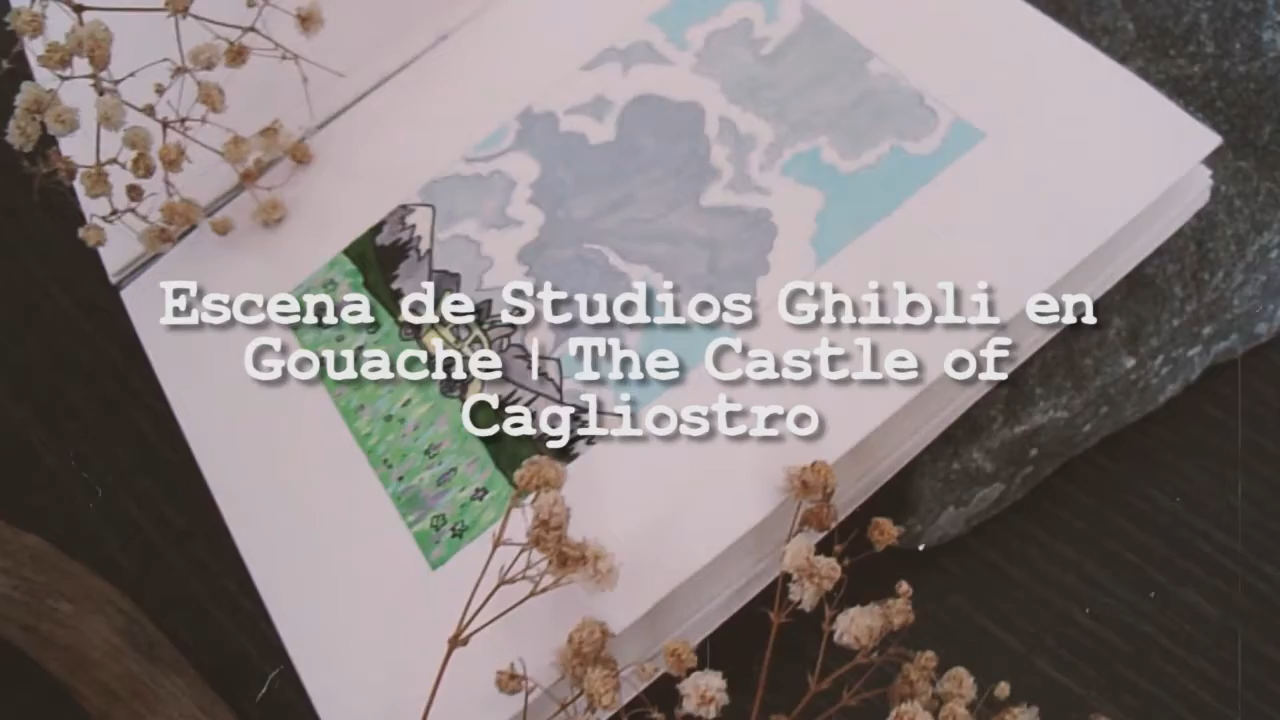 Escena de Studios Ghibli en
Gouache | The Castle of
Cagliostro